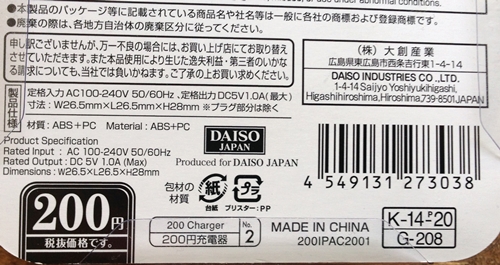 ●本製品のパッケージ等に記載されている商品名や社名等は一般に各社の商標および登録商標です。
●廃棄の際は、各地方自治体の廃棄区分に従ってください。
申し訳ございませんが、万一不良の場合には、お買い上げ店にてお取り替え
させていただきます。また本品使用により生じた逸失利益・第三者のいかな
る請求についても、当社では負いかねます。ご了承の上お買い求めください。
(株)大創産業
広島県東広島市西条吉行東1-4-14
DAISO INDUSTRIES CO.,LTD.
1-4-14 Saijyo Yoshiyukihigashi,
Higashihiroshima, Hiroshima,739-8501JAPAN
製品仕様
定格入力 AC100-240V 50/60Hz、定格出力DC5V1.0A(最大)
寸法:W26.5mm×L26.5mm×H28mm ※プラグ部分は除く
材質:ABS+PC Material:ABS+PC
Product Specification
Rated Input : AC 100-240V 50/60Hz
Rated Output : DC 5V 1.0A (Max)
Dimensions : W26.5×L26.5×H28mm
DAISO
JAPAN
Produced for DAISO JAPAN
包材の
材質
紙
台紙
プラ
ブリスター:PP
4 549131 273038
200円
税抜価格です。
200 Charger
200円充電器
No.
2
MADE IN CHINA
200IPAC2001
K-14-P20
G-208